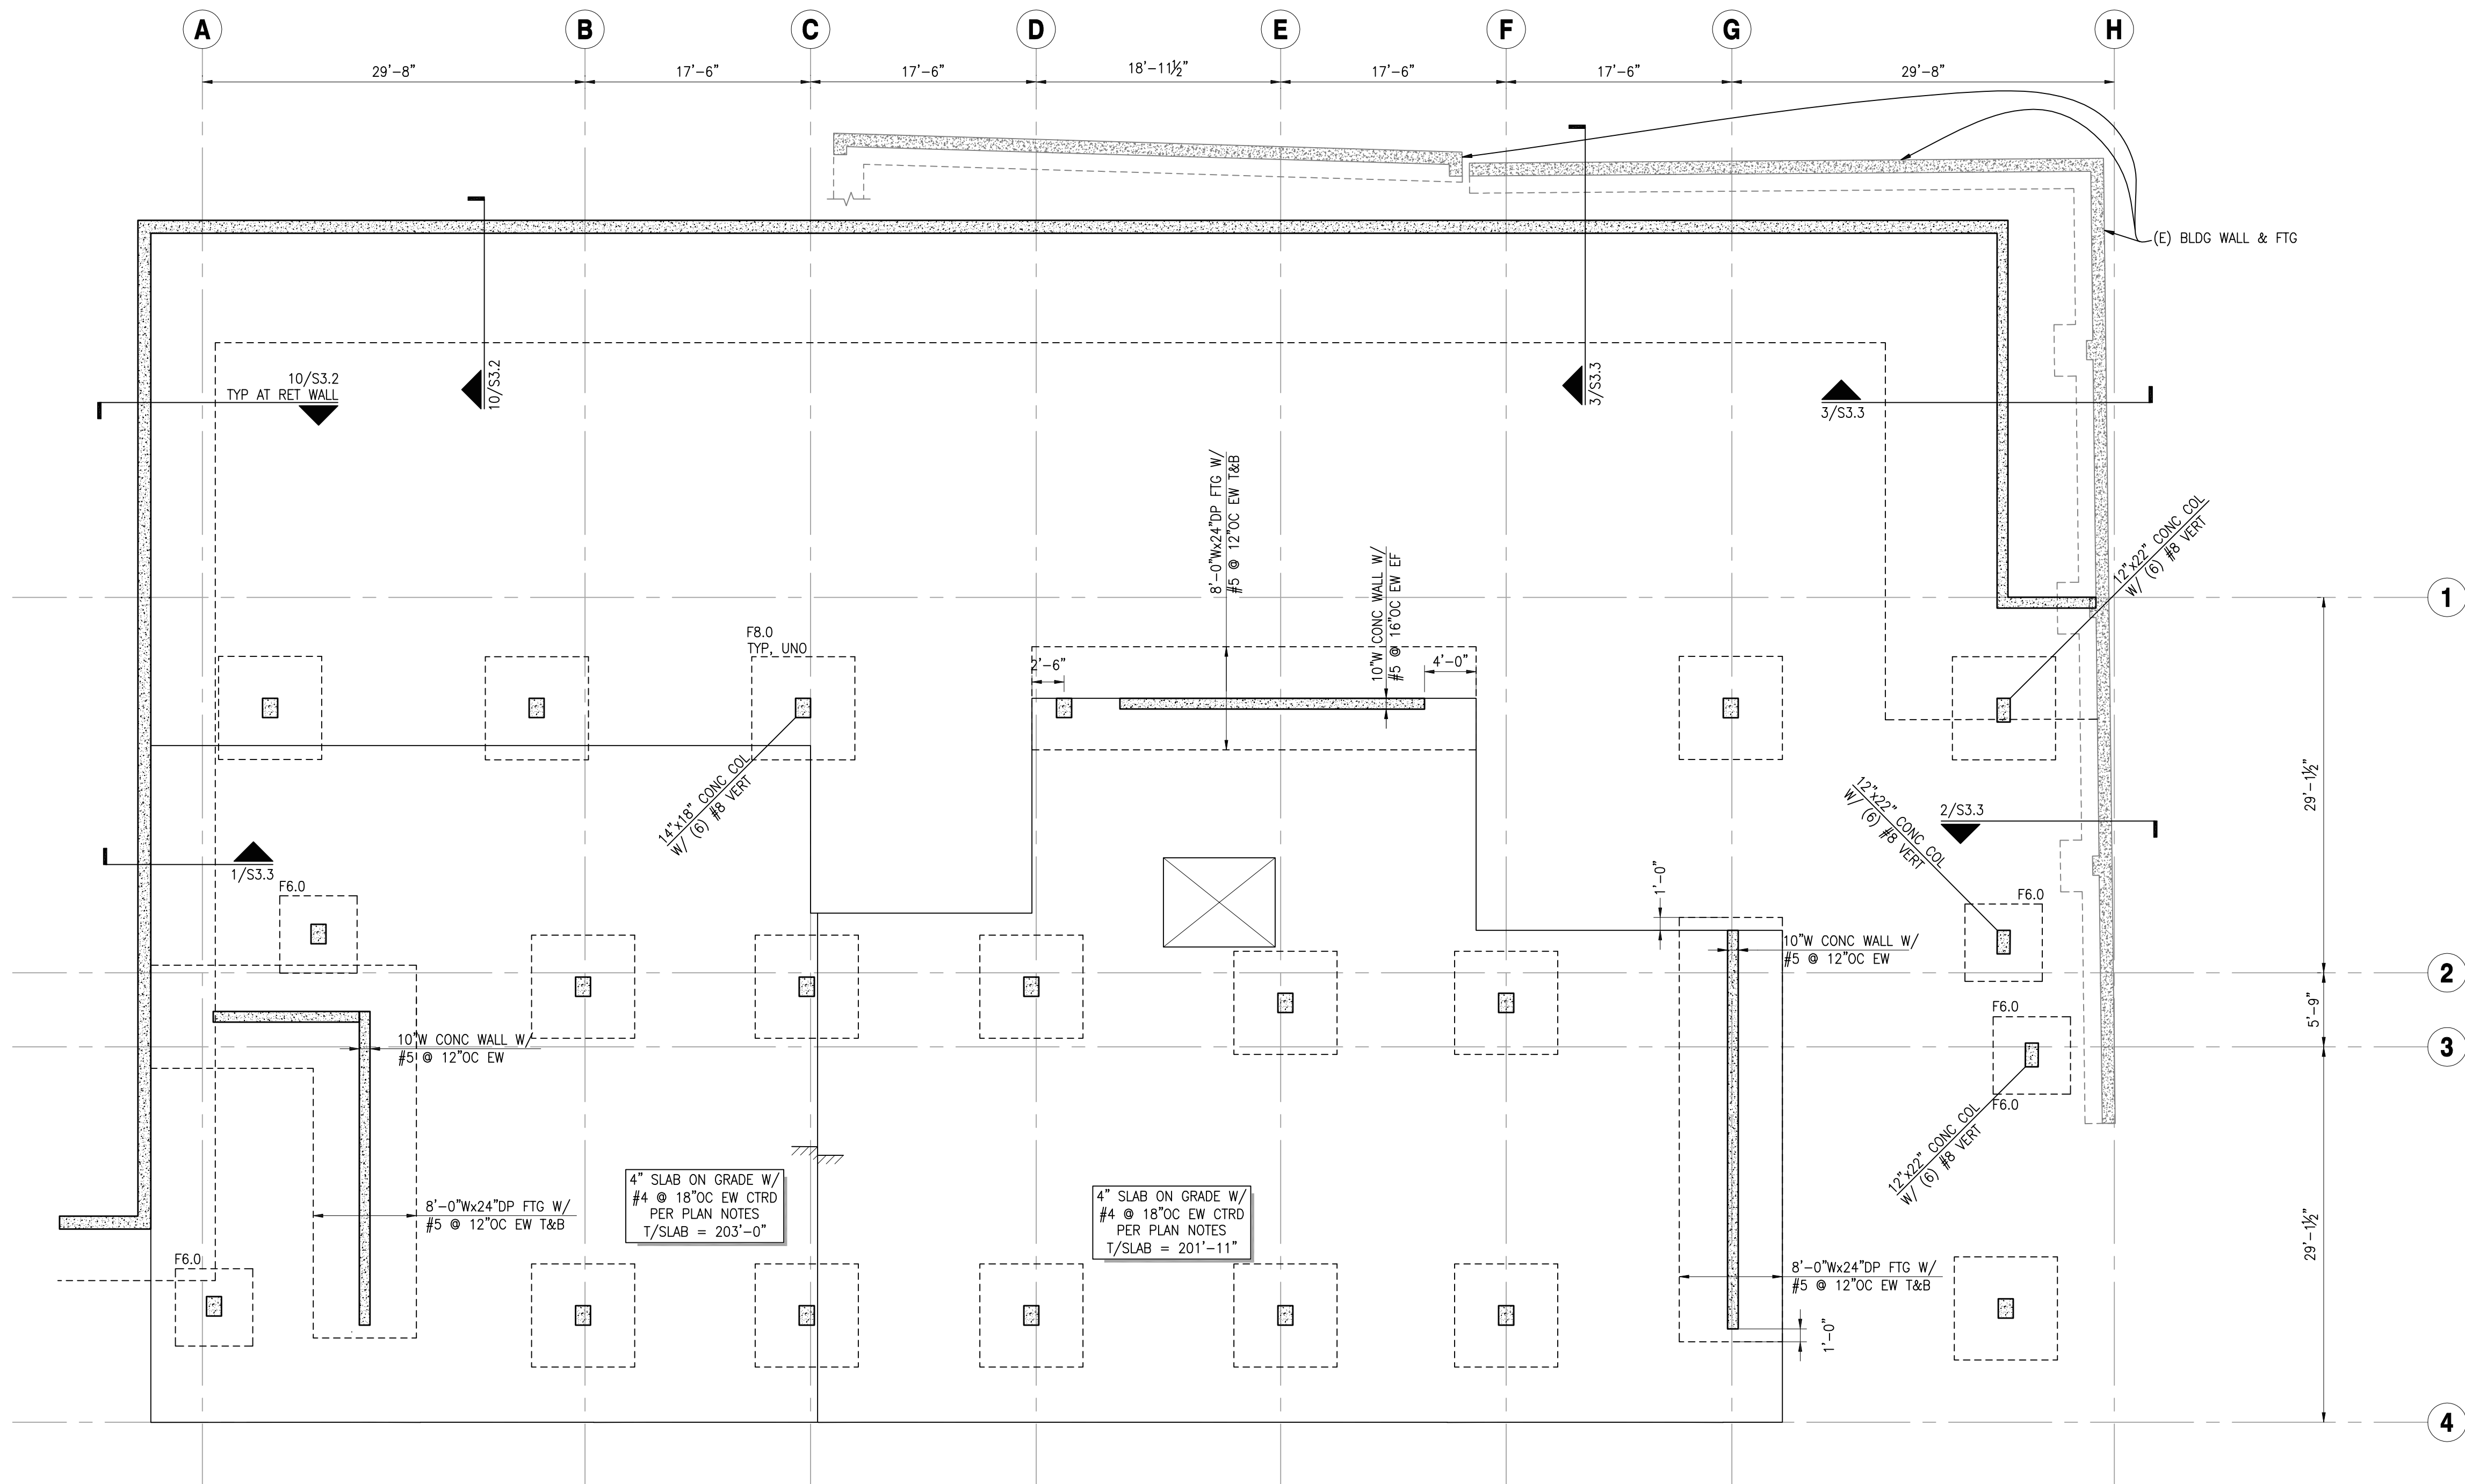 A
B
C
D
E
F
G
H
29'-8"
17'-6"
17'-6"
18'-11½"
17'-6"
17'-6"
29'-8"
(E) BLDG WALL & FTG
10/S3.2
TYP AT RET WALL
10/S3.2
3/S3.3
3/S3.3
8'-0"Wx24"DP FTG W/
#5 @ 12"OC EW T&B
10"W CONC WALL W/
#5 @ 16"OC EW EF
12"x22" CONC COL
W/ (6) #8 VERT
1
F8.0
TYP, UNO
2'-6"
4'-0"
14"x18" CONC COL
W/ (6) #8 VERT
29'-1½"
12"x22" CONC COL
W/ (6) #8 VERT
2/S3.3
1/S3.3
F6.0
1'-0"
F6.0
10"W CONC WALL W/
#5 @ 12"OC EW
2
5'-9"
F6.0
10"W CONC WALL W/
#5 @ 12"OC EW
3
F6.0
12"x22" CONC COL
W/ (6) #8 VERT
8'-0"Wx24"DP FTG W/
#5 @ 12"OC EW T&B
4" SLAB ON GRADE W/
#4 @ 18"OC EW CTRD
PER PLAN NOTES
T/SLAB = 203'-0"
4" SLAB ON GRADE W/
#4 @ 18"OC EW CTRD
PER PLAN NOTES
T/SLAB = 201'-11"
29'-1½"
F6.0
8'-0"Wx24"DP FTG W/
#5 @ 12"OC EW T&B
1'-0"
4